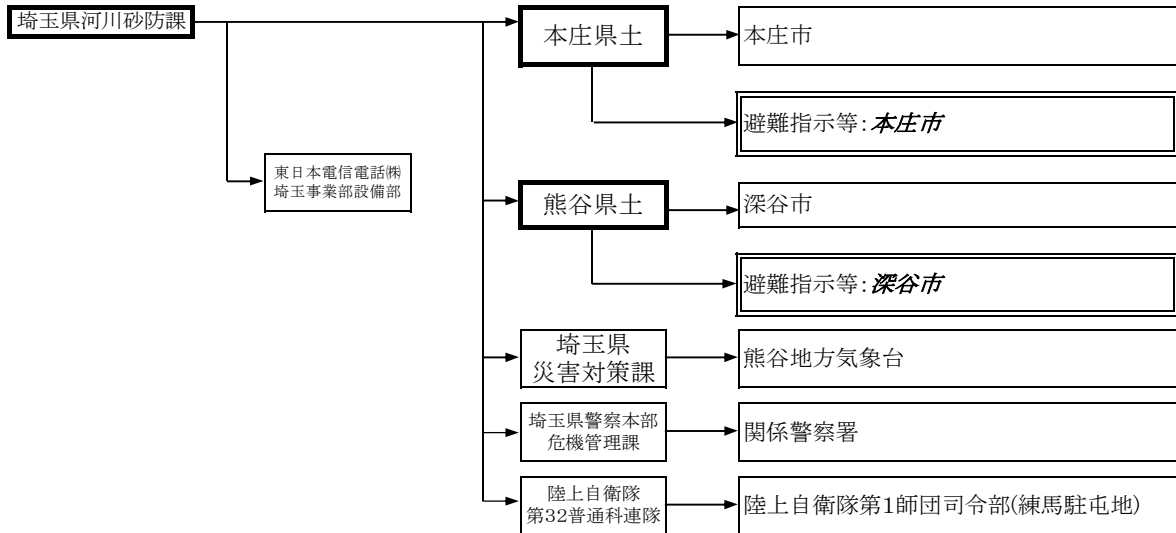 埼玉県河川砂防課
本庄県土
本庄市
避難指示等:本庄市
東日本電信電話㈱
埼玉事業部設備部
熊谷県土
深谷市
避難指示等:深谷市
埼玉県
災害対策課
熊谷地方気象台
埼玉県警察本部
危機管理課
関係警察署
陸上自衛隊
第32普通科連隊
陸上自衛隊第1師団司令部(練馬駐屯地)